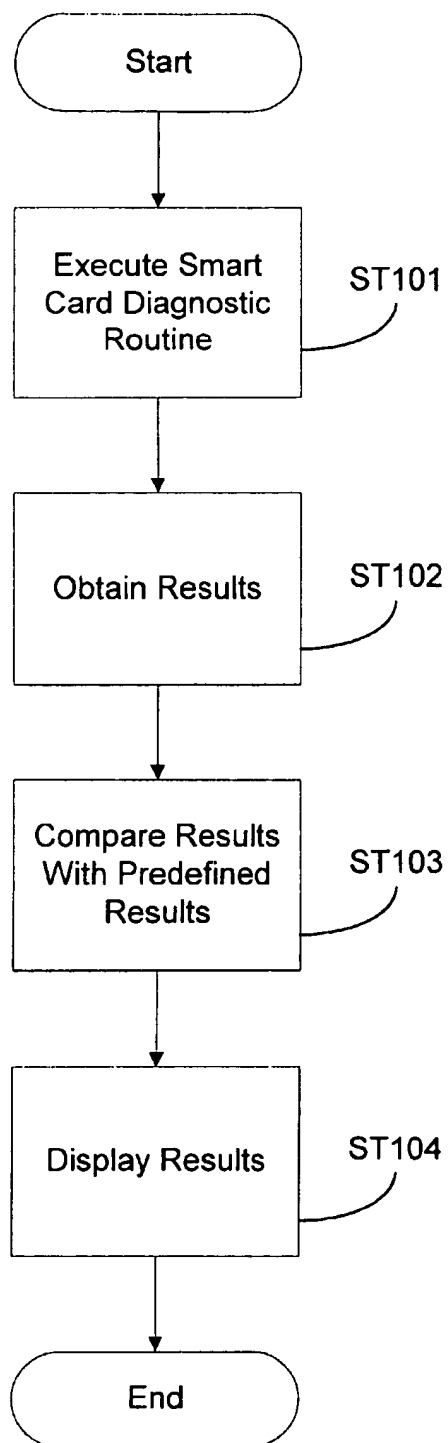 Start
Execute Smart
Card Diagnostic
Routine
ST101
Obtain Results
ST102
Compare Results
With Predefined
Results
ST103
Display Results
ST104
End